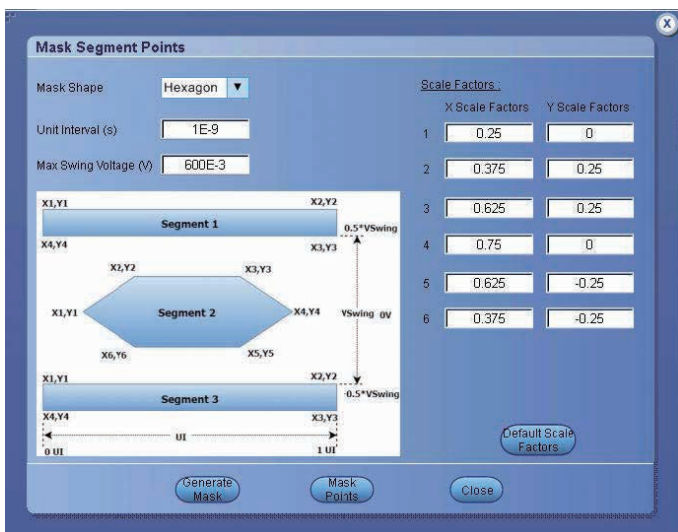 Mask Segment Points
Mask Shape Hexagon
Unit Interval (s) 1E-9
Max Swing Voltage (V) 600E-3
Scale Factors :
X Scale Factors Y Scale Factors
1 0.25 0
2 0.375 0.25
3 0.625 0.25
4 0.75 0
5 0.625 -0.25
6 0.375 -0.25
X1,Y1 X2,Y2
Segment 1
0.5*VSwing
X4,Y4 X3,Y3
X2,Y2 X3,Y3
X1,Y1 Segment 2 X4,Y4 VSwing 0V
X6,Y6 X5,Y5
X1,Y1 X2,Y2
-0.5*VSwing
Segment 3
X4,Y4 X3,Y3
UI
0 UI 1 UI
Default Scale
Factors
Generate
Mask
Mask
Points
Close
X